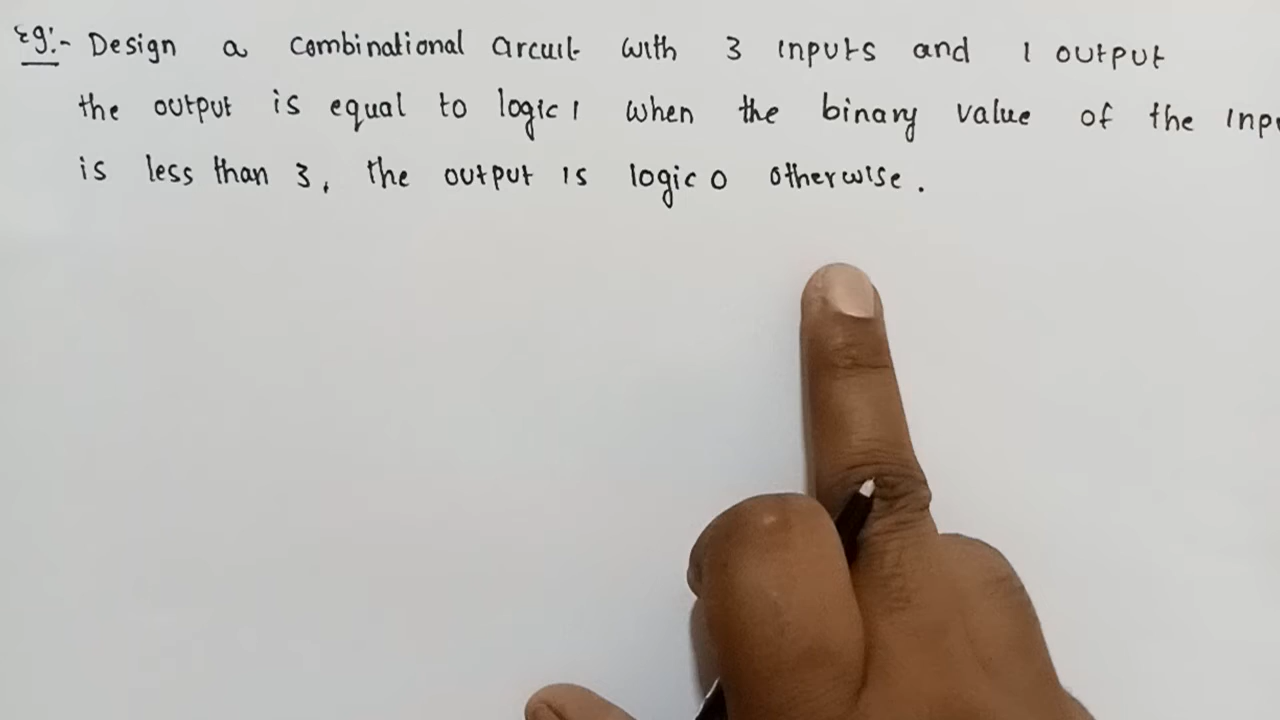 Eg:- Design a combinational circuit with 3 inputs and 1 output
the output is equal to logic 1 when the binary value of the inpu
is less than 3, the output is logic 0 otherwise.